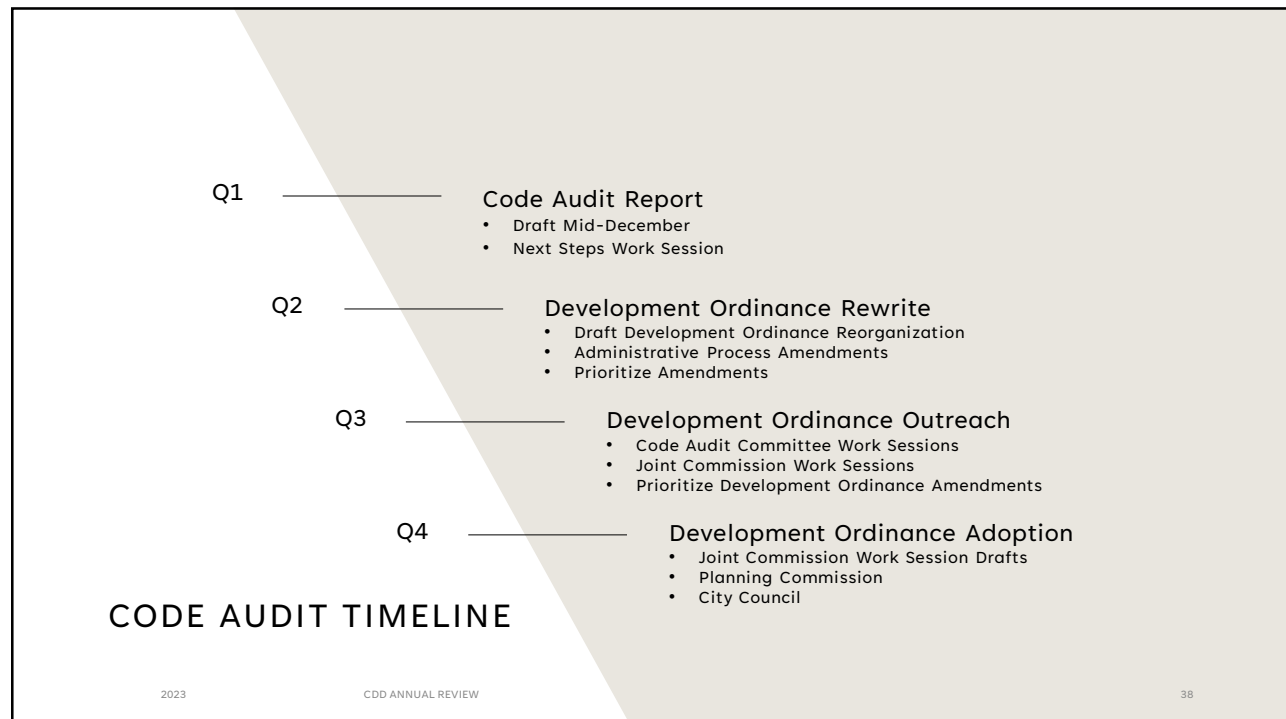 Q1
Code Audit Report
• Draft Mid-December
• Next Steps Work Session
Q2
Development Ordinance Rewrite
• Draft Development Ordinance Reorganization
• Administrative Process Amendments
• Prioritize Amendments
Q3
Development Ordinance Outreach
• Code Audit Committee Work Sessions
• Joint Commission Work Sessions
• Prioritize Development Ordinance Amendments
Q4
Development Ordinance Adoption
• Joint Commission Work Session Drafts
• Planning Commission
• City Council
CODE AUDIT TIMELINE
2023
CDD ANNUAL REVIEW
38